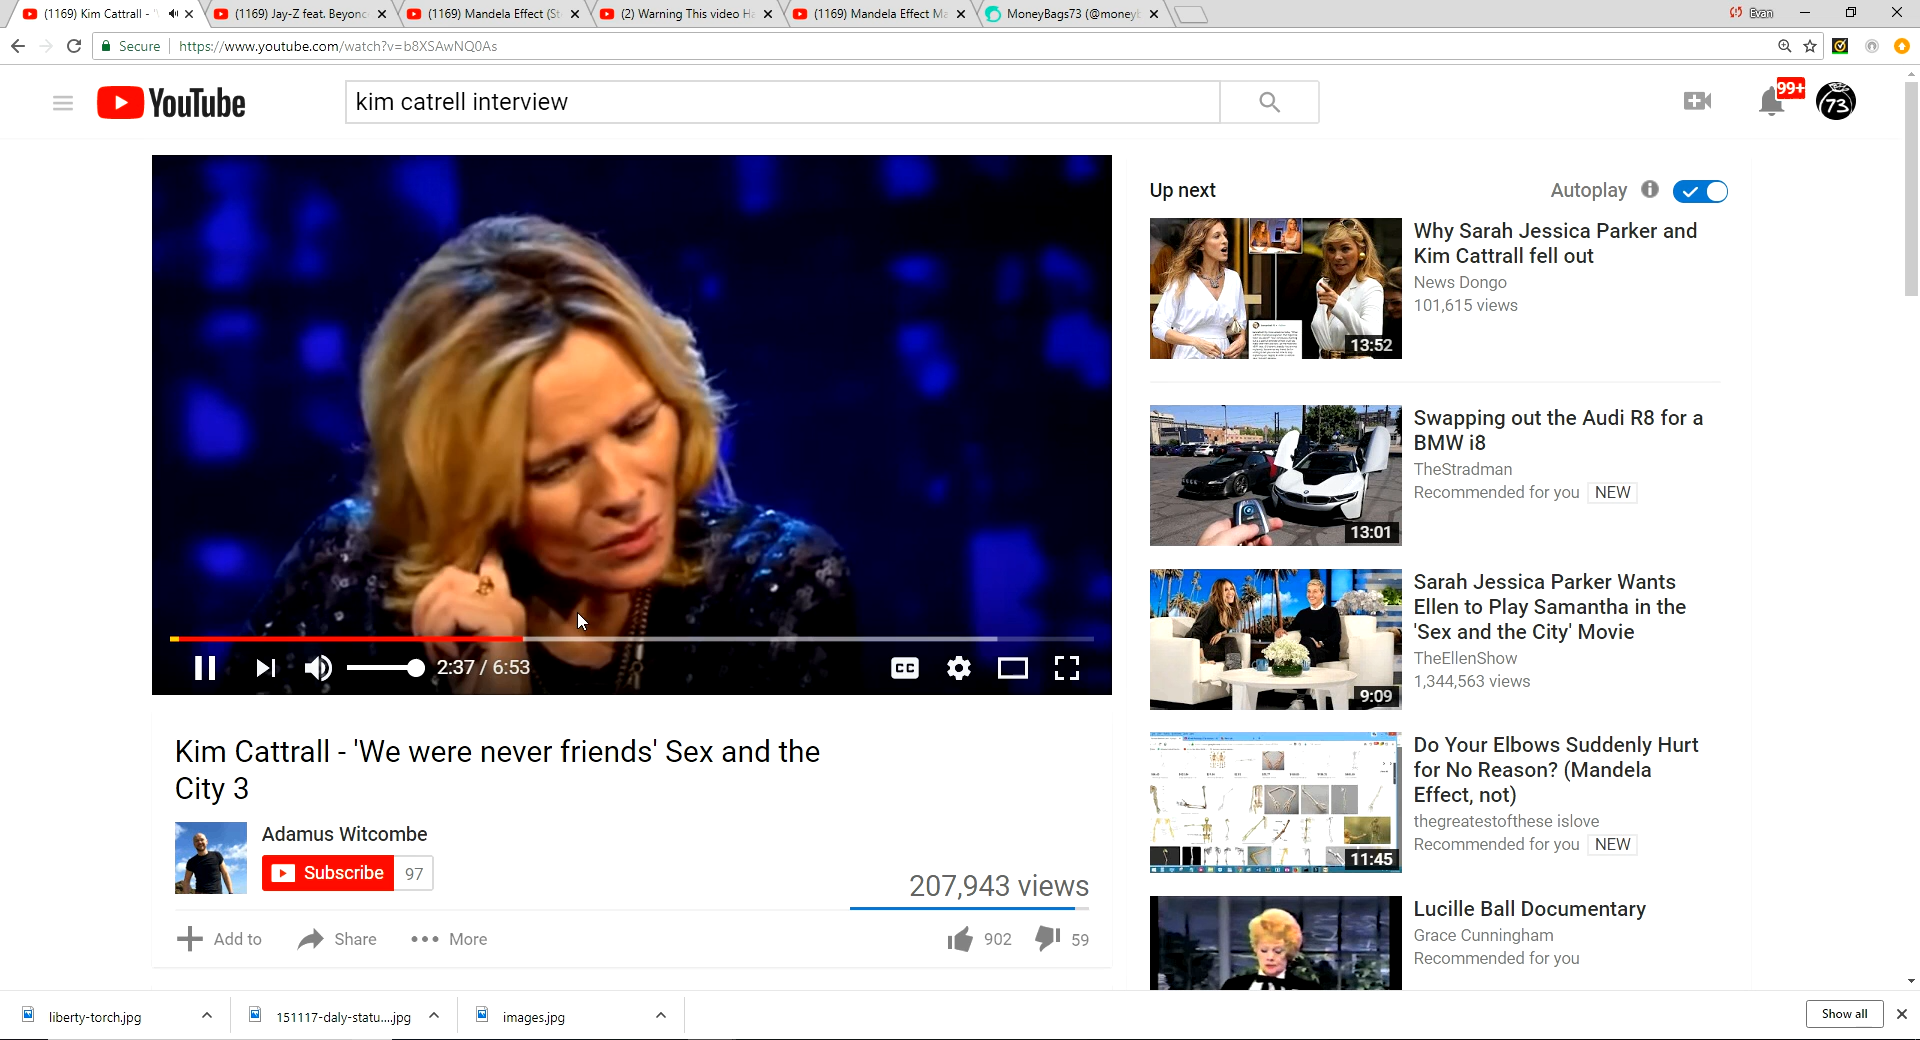 (1169) Kim Cattrall - '
(1169) Jay-Z feat. Beyonc
(1169) Mandela Effect (St
(2) Warning This video Ha
(1169) Mandela Effect Ma
MoneyBags73 (@moneyb
Evan
Secure
https://www.youtube.com/watch?v=b8XSAwNQ0As
YouTube
kim catrell interview
99+
73
Up next
Autoplay
Why Sarah Jessica Parker and
Kim Cattrall fell out
News Dongo
101,615 views
13:52
Swapping out the Audi R8 for a
BMW i8
TheStradman
Recommended for you NEW
13:01
Sarah Jessica Parker Wants
Ellen to Play Samantha in the
'Sex and the City' Movie
TheEllenShow
1,344,563 views
9:09
2:37 / 6:53
CC
Kim Cattrall - 'We were never friends' Sex and the
City 3
Adamus Witcombe
Subscribe 97
207,943 views
Add to
Share
More
902
59
Do Your Elbows Suddenly Hurt
for No Reason? (Mandela
Effect, not)
thegreatestofthese islove
Recommended for you NEW
11:45
Lucille Ball Documentary
Grace Cunningham
Recommended for you
liberty-torch.jpg
151117-daly-statu....jpg
images.jpg
Show all